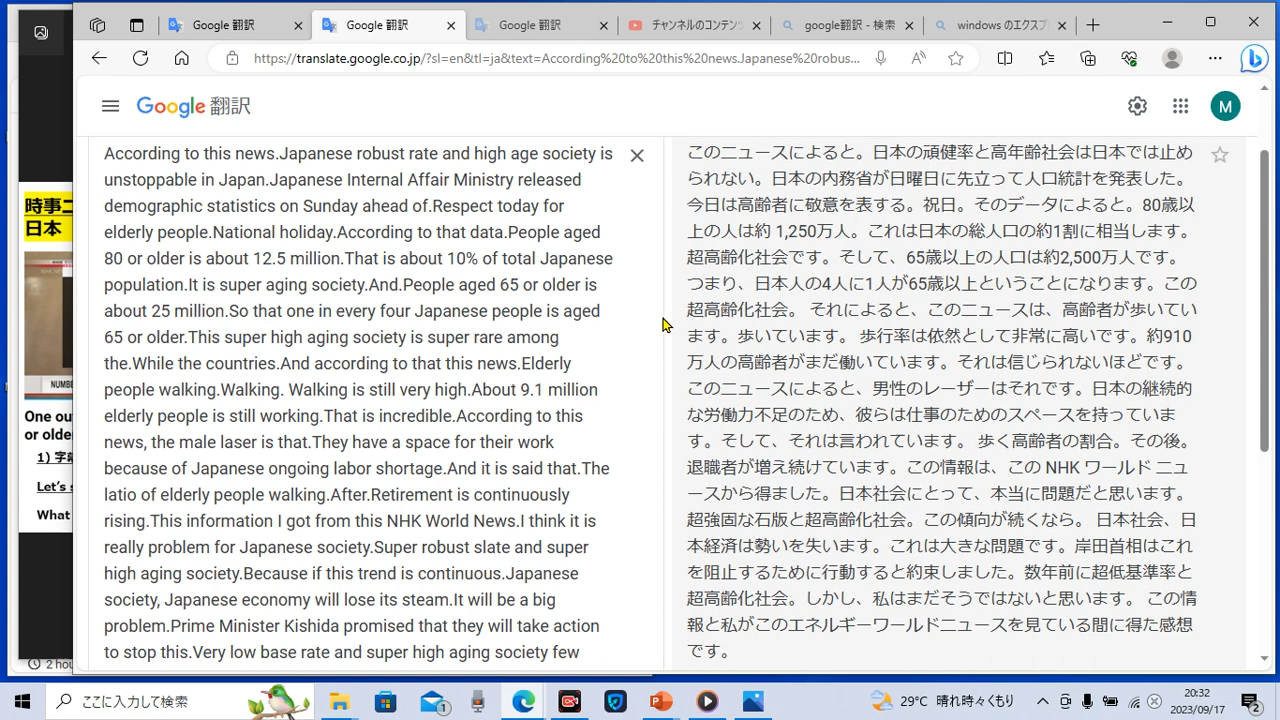 Google 翻訳
Google 翻訳
Google 翻訳
チャンネルのコンテンツ
google翻訳 - 検索
windows のエクスプ
https://translate.google.co.jp/?sl=en&tl=ja&text=According%20to%20this%20news.Japanese%20robus...
Google 翻訳
M
According to this news.Japanese robust rate and high age society is
unstoppable in Japan.Japanese Internal Affair Ministry released
demographic statistics on Sunday ahead of.Respect today for
elderly people.National holiday.According to that data.People aged
80 or older is about 12.5 million.That is about 10% of total Japanese
population.It is super aging society.And.People aged 65 or older is
about 25 million.So that one in every four Japanese people is aged
65 or older.This super high aging society is super rare among
the.While the countries.And according to that this news.Elderly
people walking.Walking. Walking is still very high.About 9.1 million
elderly people is still working.That is incredible.According to this
news, the male laser is that.They have a space for their work
because of Japanese ongoing labor shortage.And it is said that.The
latio of elderly people walking.After.Retirement is continuously
rising.This information I got from this NHK World News.I think it is
really problem for Japanese society.Super robust slate and super
high aging society.Because if this trend is continuous.Japanese
society, Japanese economy will lose its steam.It will be a big
problem.Prime Minister Kishida promised that they will take action
to stop this.Very low base rate and super high aging society few
このニュースによると。日本の頑健率と高年齢社会は日本では止め
られない。日本の内務省が日曜日に先立って人口統計を発表した。
今日は高齢者に敬意を表する。祝日。そのデータによると。80歳以
上の人は約 1,250万人。これは日本の総人口の約1割に相当します。
超高齢化社会です。そして、65歳以上の人口は約2,500万人です。
つまり、日本人の4人に1人が65歳以上ということになります。この
超高齢化社会。 それによると、このニュースは、高齢者が歩いてい
ます。歩いています。 歩行率は依然として非常に高いです。約910
万人の高齢者がまだ働いています。それは信じられないほどです。
このニュースによると、男性のレーザーはそれです。日本の継続的
な労働力不足のため、彼らは仕事のためのスペースを持っていま
す。そして、それは言われています。 歩く高齢者の割合。その後。
退職者が増え続けています。この情報は、この NHK ワールド ニュ
ースから得ました。日本社会にとって、本当に問題だと思います。
超強固な石版と超高齢化社会。この傾向が続くなら。 日本社会、日
本経済は勢いを失います。これは大きな問題です。岸田首相はこれ
を阻止するために行動すると約束しました。数年前に超低基準率と
超高齢化社会。しかし、私はまだそうではないと思います。 この情
報と私がこのエネルギーワールドニュースを見ている間に得た感想
です。
時事ニ
日本
NUMBE
One ou
or olde
1) 字幕
Let's s
What
2 hou
ここに入力して検索
1
29°C 晴れ時々くもり
20:32
2023/09/17
2